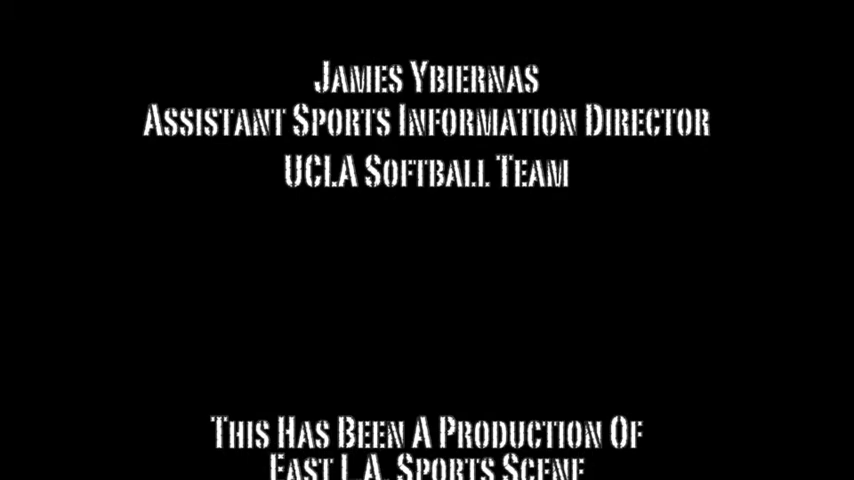 James Ybiernas
Assistant Sports Information Director
UCLA Softball Team
This Has Been A Production Of
East L.A. Sports Scene